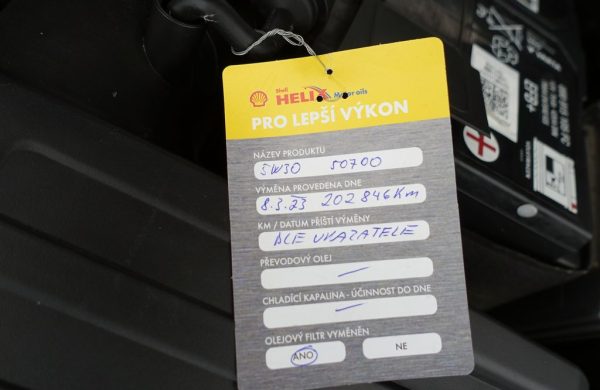 Shell
HELIX Motor oils
PRO LEPŠÍ VÝKON
NÁZEV PRODUKTU
5W30 50700
VÝMĚNA PROVEDENA DNE
8.3.23 202 846 Km
KM / DATUM PŘÍŠTÍ VÝMĚNY
DLE UKAZATELE
PŘEVODOVÝ OLEJ
—
CHLADÍCÍ KAPALINA - ÚČINNOST DO DNE
—
OLEJOVÝ FILTR VYMĚNĚN
ANO NE